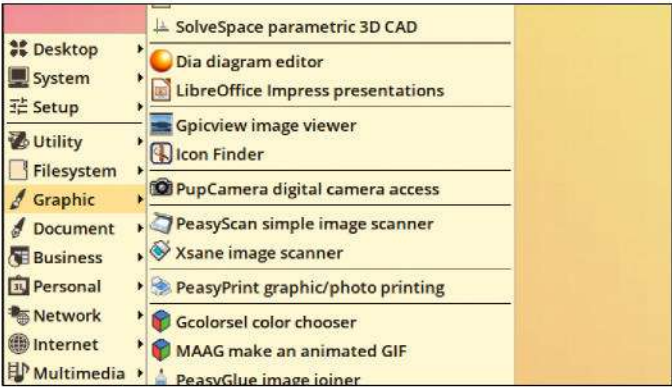 Desktop
System
Setup
Utility
Filesystem
Graphic
Document
Business
Personal
Network
Internet
Multimedia
SolveSpace parametric 3D CAD
Dia diagram editor
LibreOffice Impress presentations
Gpicview image viewer
Icon Finder
PupCamera digital camera access
PeasyScan simple image scanner
Xsane image scanner
PeasyPrint graphic/photo printing
Gcolorsel color chooser
MAAG make an animated GIF
PeasyGlue image joiner